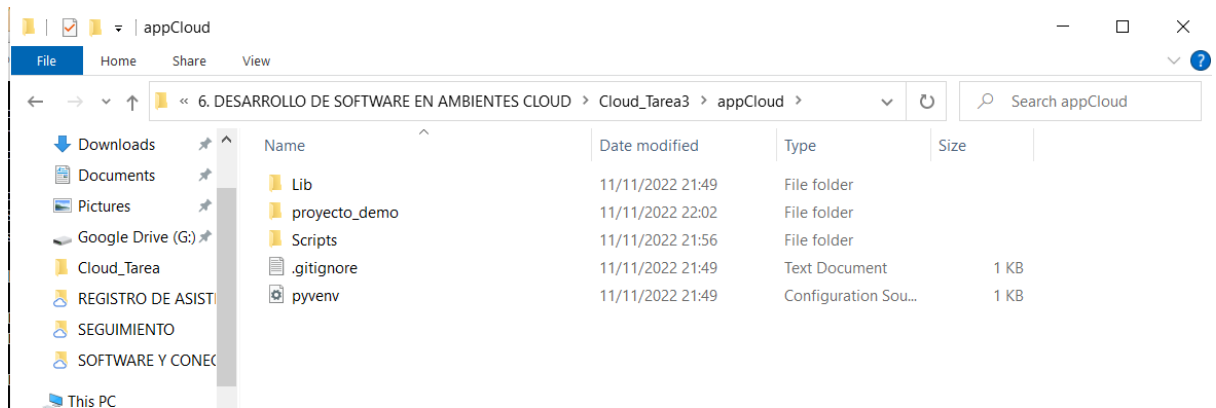 appCloud
File Home Share View
« 6. DESARROLLO DE SOFTWARE EN AMBIENTES CLOUD > Cloud_Tarea3 > appCloud >
Search appCloud
Downloads
Documents
Pictures
Google Drive (G:)
Cloud_Tarea
REGISTRO DE ASISTI
SEGUIMIENTO
SOFTWARE Y CONEC
This PC
Name Date modified Type Size
Lib 11/11/2022 21:49 File folder
proyecto_demo 11/11/2022 22:02 File folder
Scripts 11/11/2022 21:56 File folder
.gitignore 11/11/2022 21:49 Text Document 1 KB
pyvenv 11/11/2022 21:49 Configuration Sou... 1 KB